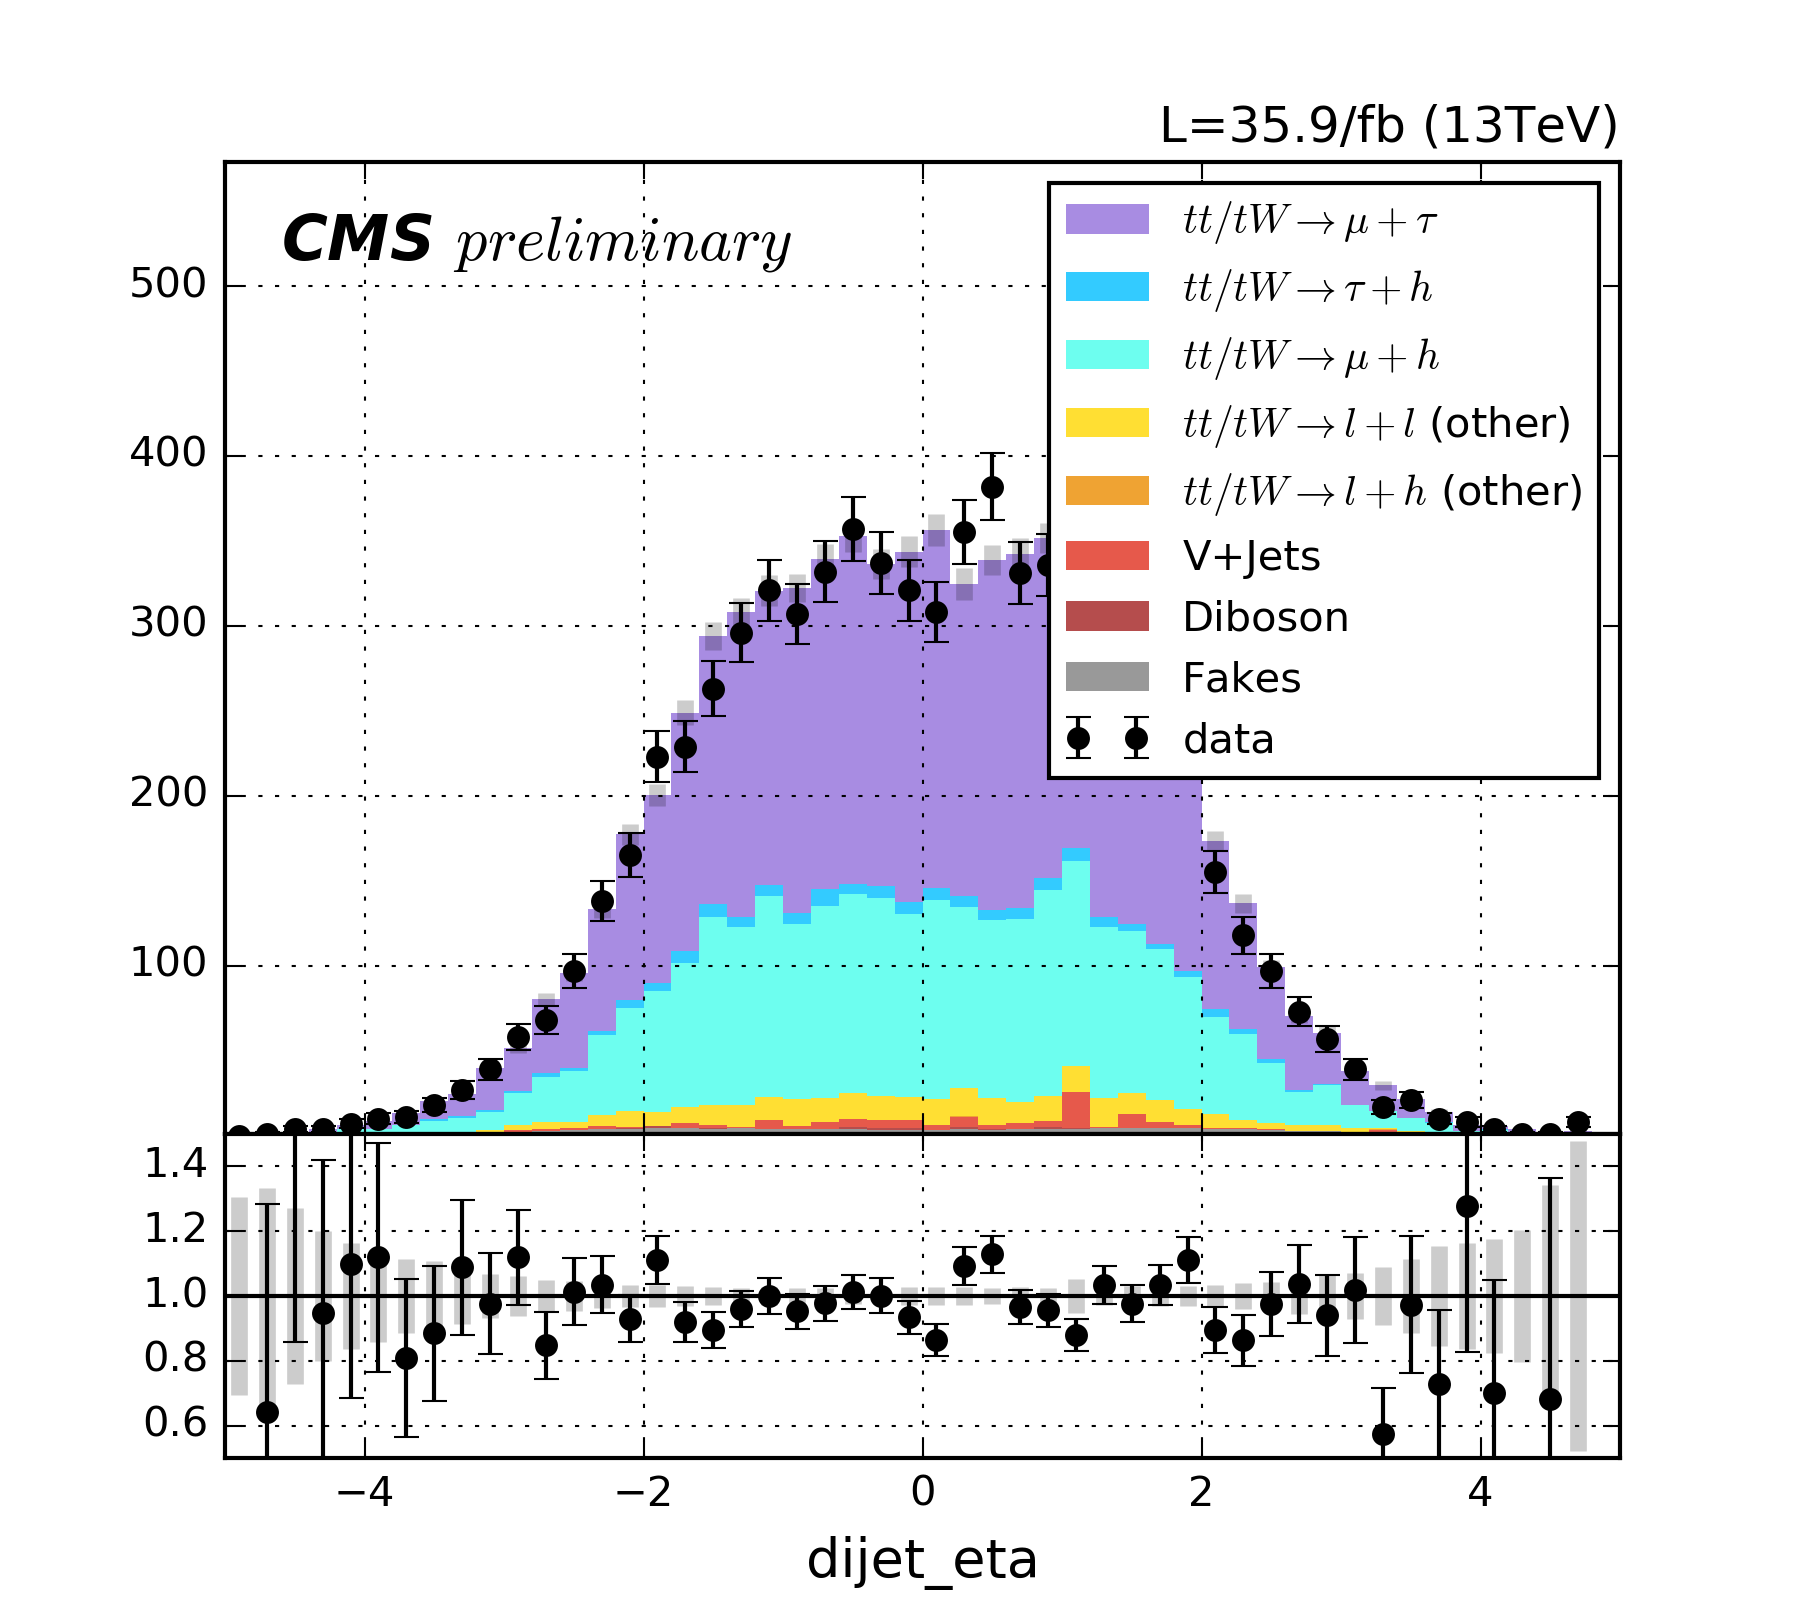 L=35.9/fb (13TeV)
CMS preliminary
tt/tW → μ + τ
tt/tW → τ + h
tt/tW → μ + h
tt/tW → l + l (other)
tt/tW → l + h (other)
V+Jets
Diboson
Fakes
data
500
400
300
200
100
1.4
1.2
1.0
0.8
0.6
−4 −2 0 2 4
dijet_eta